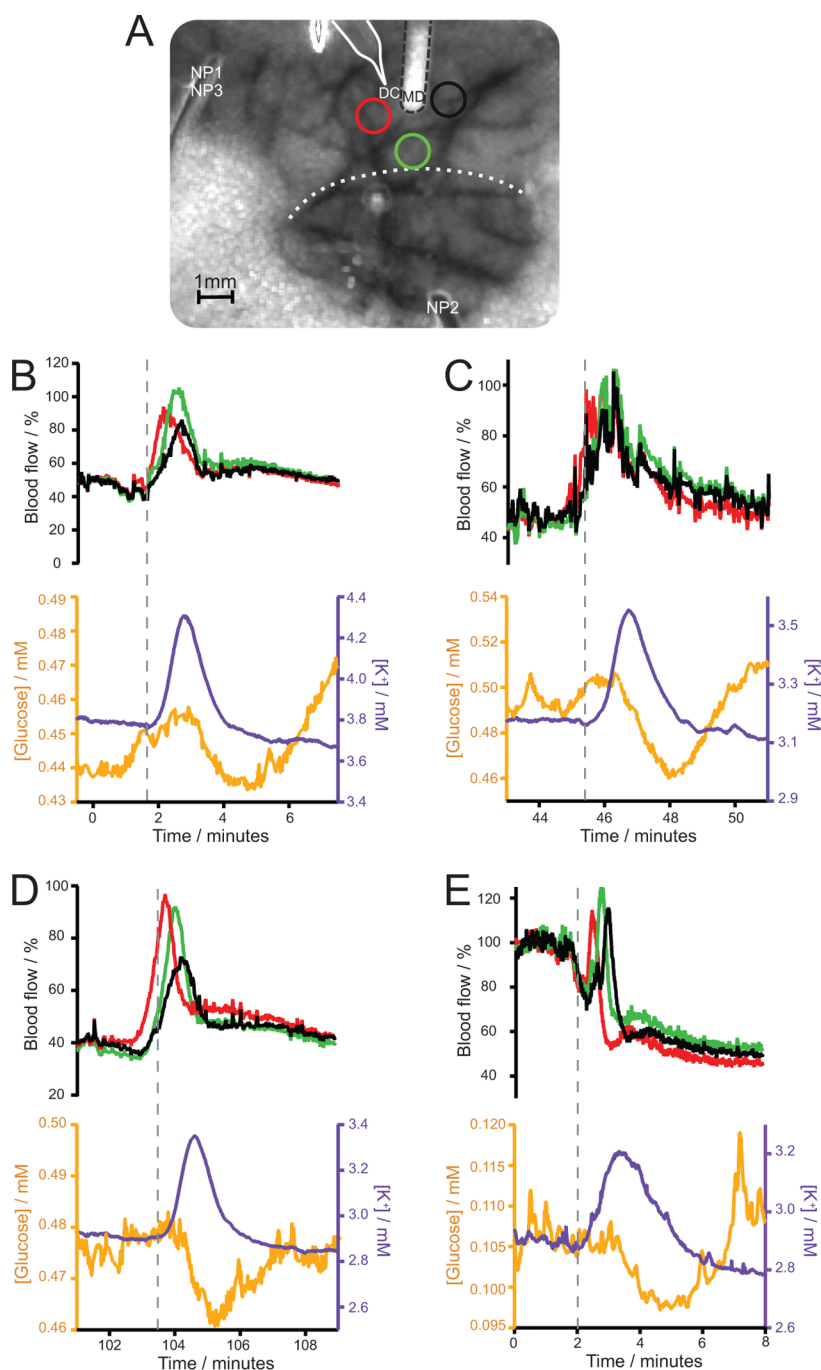 A
NP1
NP3
DC
MD
1mm
NP2
B
120
100
80
60
40
20
0
Blood flow / %
0.49
0.48
0.47
0.46
0.45
0.44
0.43
[Glucose] / mM
4.4
4.2
4.0
3.8
3.6
3.4
[K+] / mM
0
2
4
6
Time / minutes
C
100
80
60
40
Blood flow / %
0.54
0.52
0.50
0.48
0.46
[Glucose] / mM
3.5
3.3
3.1
2.9
[K+] / mM
44
46
48
50
Time / minutes
D
100
80
60
40
20
Blood flow / %
0.50
0.49
0.48
0.47
0.46
[Glucose] / mM
3.4
3.2
3.0
2.8
2.6
[K+] / mM
102
104
106
108
Time / minutes
E
120
100
80
60
40
Blood flow / %
0.120
0.115
0.110
0.105
0.100
0.095
[Glucose] / mM
3.2
3.0
2.8
2.6
[K+] / mM
0
2
4
6
8
Time / minutes